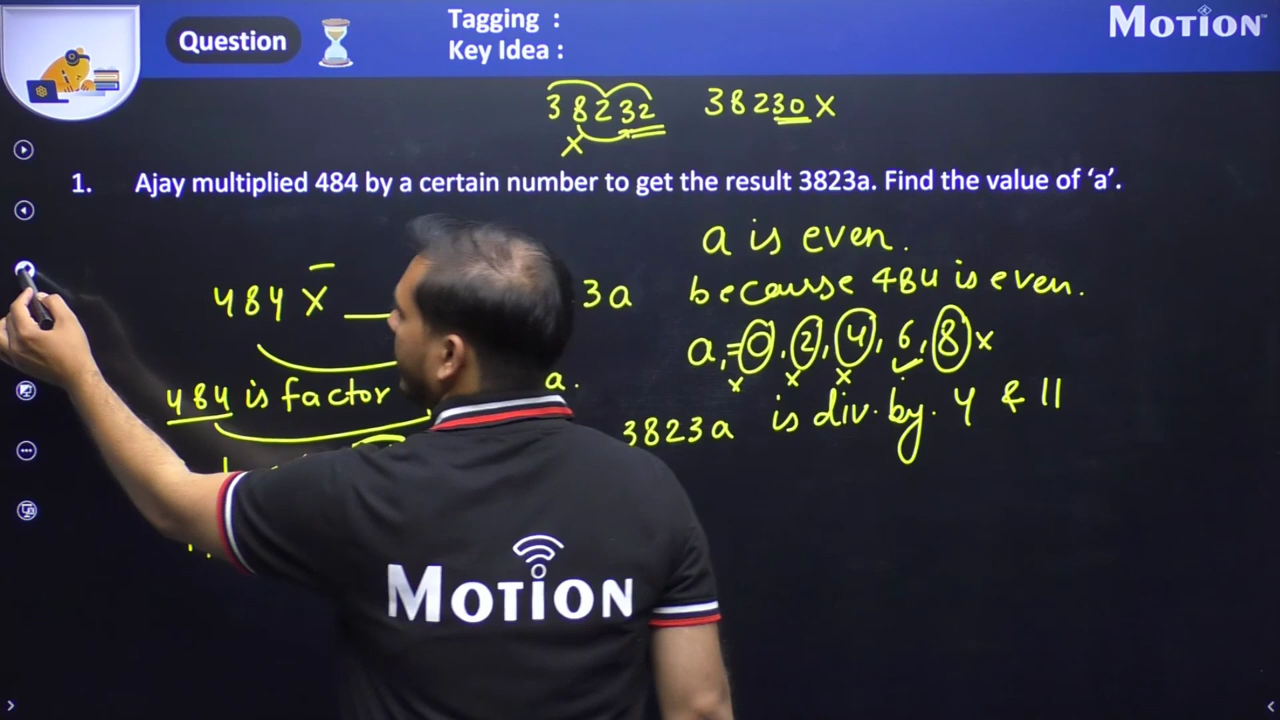 Question
Tagging :
Key Idea :
MOTION
38232 38230 x
x
1. Ajay multiplied 484 by a certain number to get the result 3823a. Find the value of ‘a’.
a is even.
because 484 is even.
484 x 3a
a = 0, 2, 4, 6, 8 x
x x x
484 is factor a.
3823a is div. by. 4 & 11
MOTION